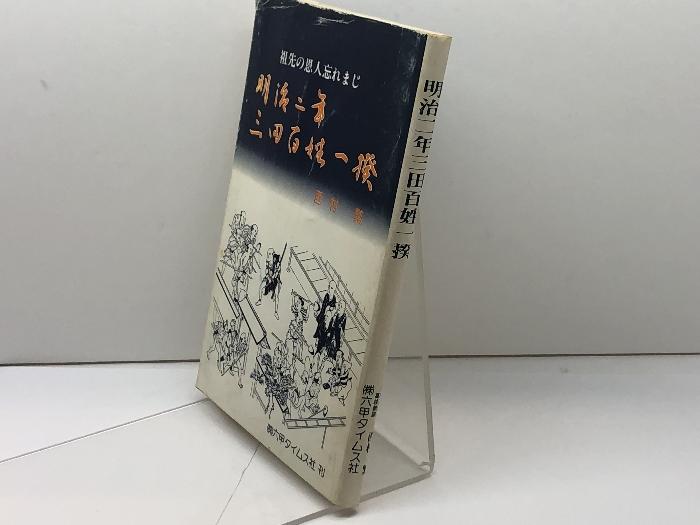 祖先の恩人忘れまじ
明治二年
三田百姓一揆
㈱六甲タイムス社 刊
明治二年三田百姓一揆
㈱六甲タイムス社